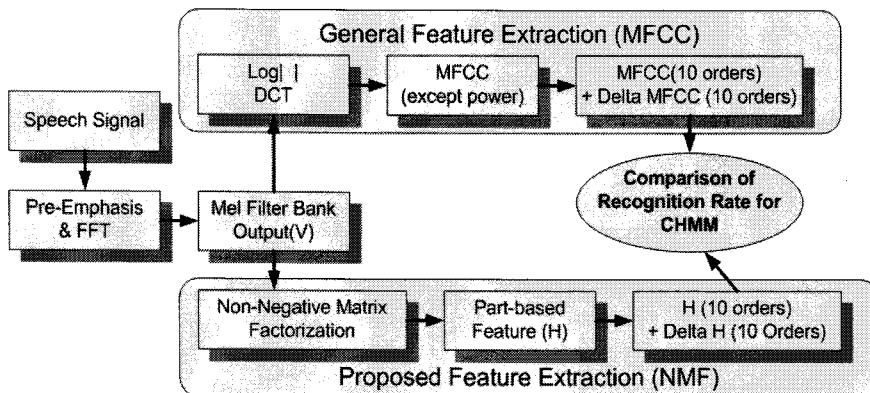 General Feature Extraction (MFCC)
Log| |
DCT
MFCC
(except power)
MFCC(10 orders)
+ Delta MFCC (10 orders)
Speech Signal
Pre-Emphasis
& FFT
Mel Filter Bank
Output(V)
Comparison of
Recognition Rate for
CHMM
Non-Negative Matrix
Factorization
Part-based
Feature (H)
H (10 orders)
+ Delta H (10 Orders)
Proposed Feature Extraction (NMF)